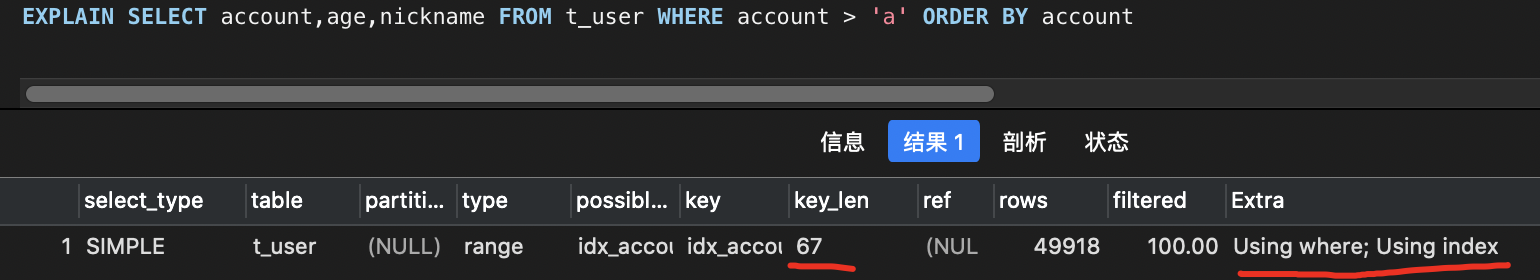 EXPLAIN SELECT account,age,nickname FROM t_user WHERE account > 'a' ORDER BY account
信息 结果 1 剖析 状态
select_type table partiti... type possibl... key key_len ref rows filtered Extra
1 SIMPLE t_user (NULL) range idx_accou idx_accou 67 (NUL 49918 100.00 Using where; Using index